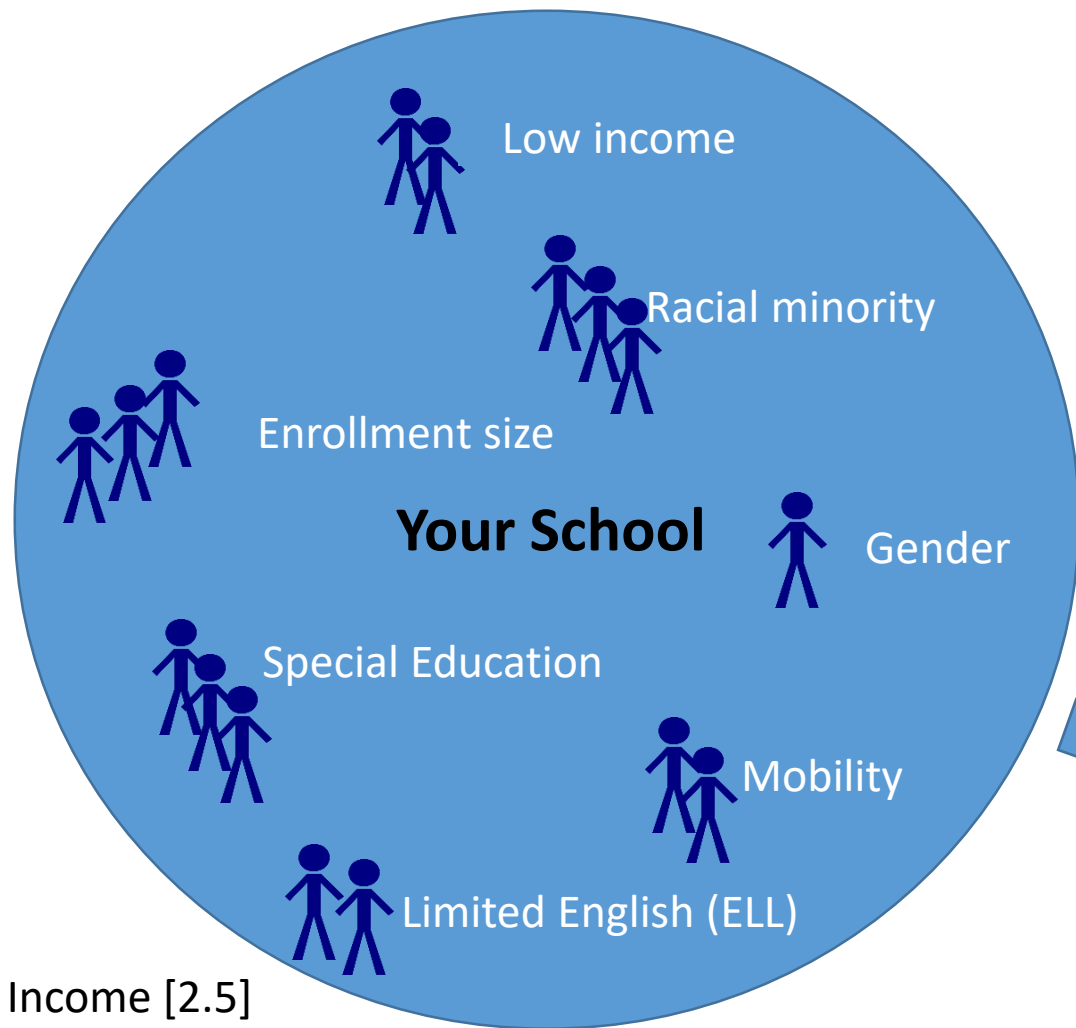 Low income
Racial minority
Enrollment size
Your School
Gender
Special Education
Mobility
Limited English (ELL)
Income [2.5]